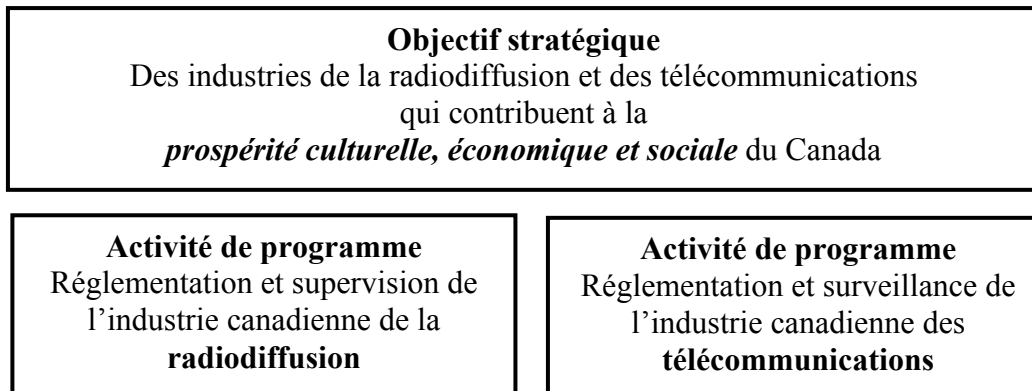 Objectif stratégique
Des industries de la radiodiffusion et des télécommunications
qui contribuent à la
prospérité culturelle, économique et sociale du Canada
Activité de programme
Réglementation et supervision de
l’industrie canadienne de la
radiodiffusion
Activité de programme
Réglementation et surveillance de
l’industrie canadienne des
télécommunications